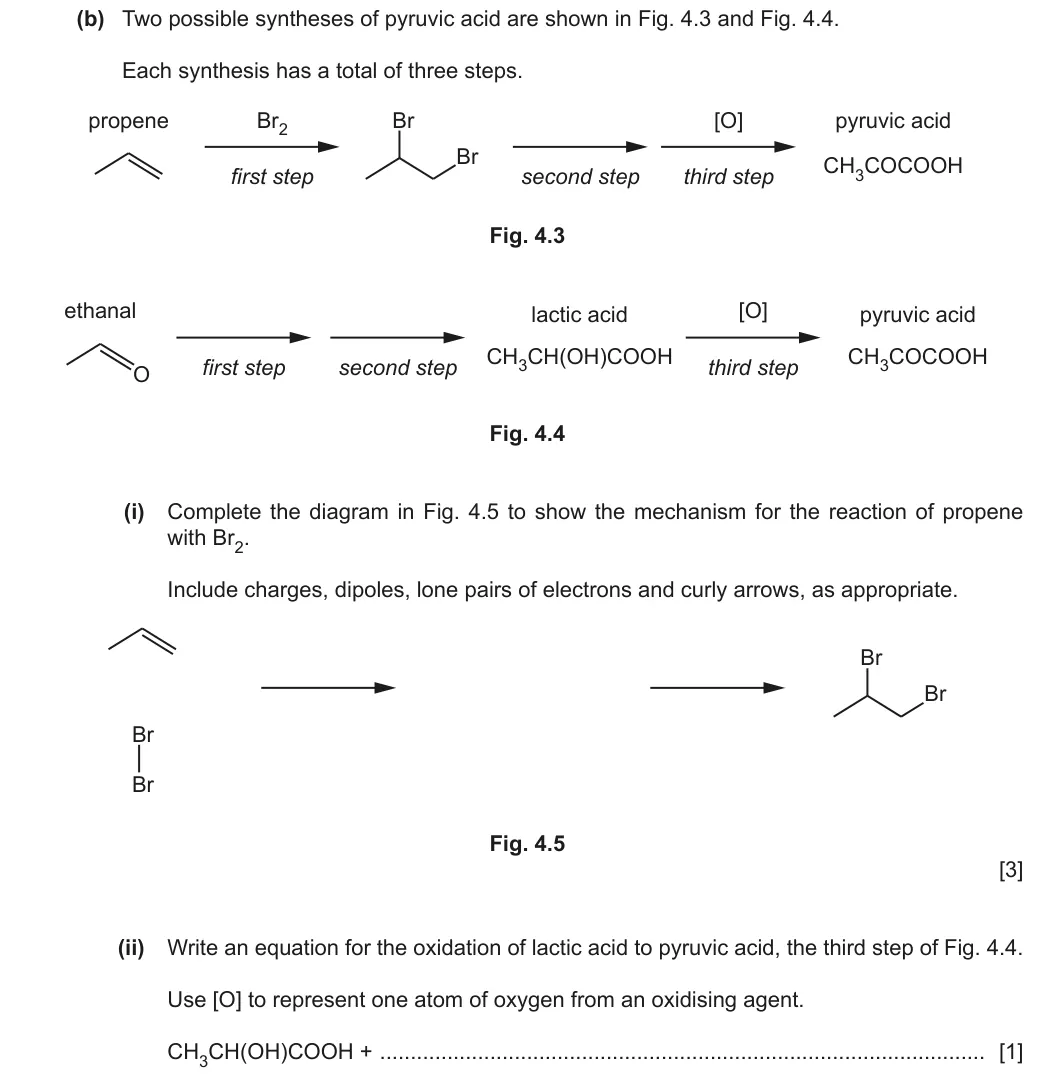 (b) Two possible syntheses of pyruvic acid are shown in Fig. 4.3 and Fig. 4.4.
Each synthesis has a total of three steps.
propene Br2 Br [O] pyruvic acid
Br
first step second step third step CH3COCOOH
Fig. 4.3
ethanal lactic acid [O] pyruvic acid
CH3CH(OH)COOH CH3COCOOH
O first step second step third step
Fig. 4.4
(i) Complete the diagram in Fig. 4.5 to show the mechanism for the reaction of propene
with Br2.
Include charges, dipoles, lone pairs of electrons and curly arrows, as appropriate.
Br
Br
Br
Br
Fig. 4.5
[3]
(ii) Write an equation for the oxidation of lactic acid to pyruvic acid, the third step of Fig. 4.4.
Use [O] to represent one atom of oxygen from an oxidising agent.
CH3CH(OH)COOH + .................................................................................................. [1]